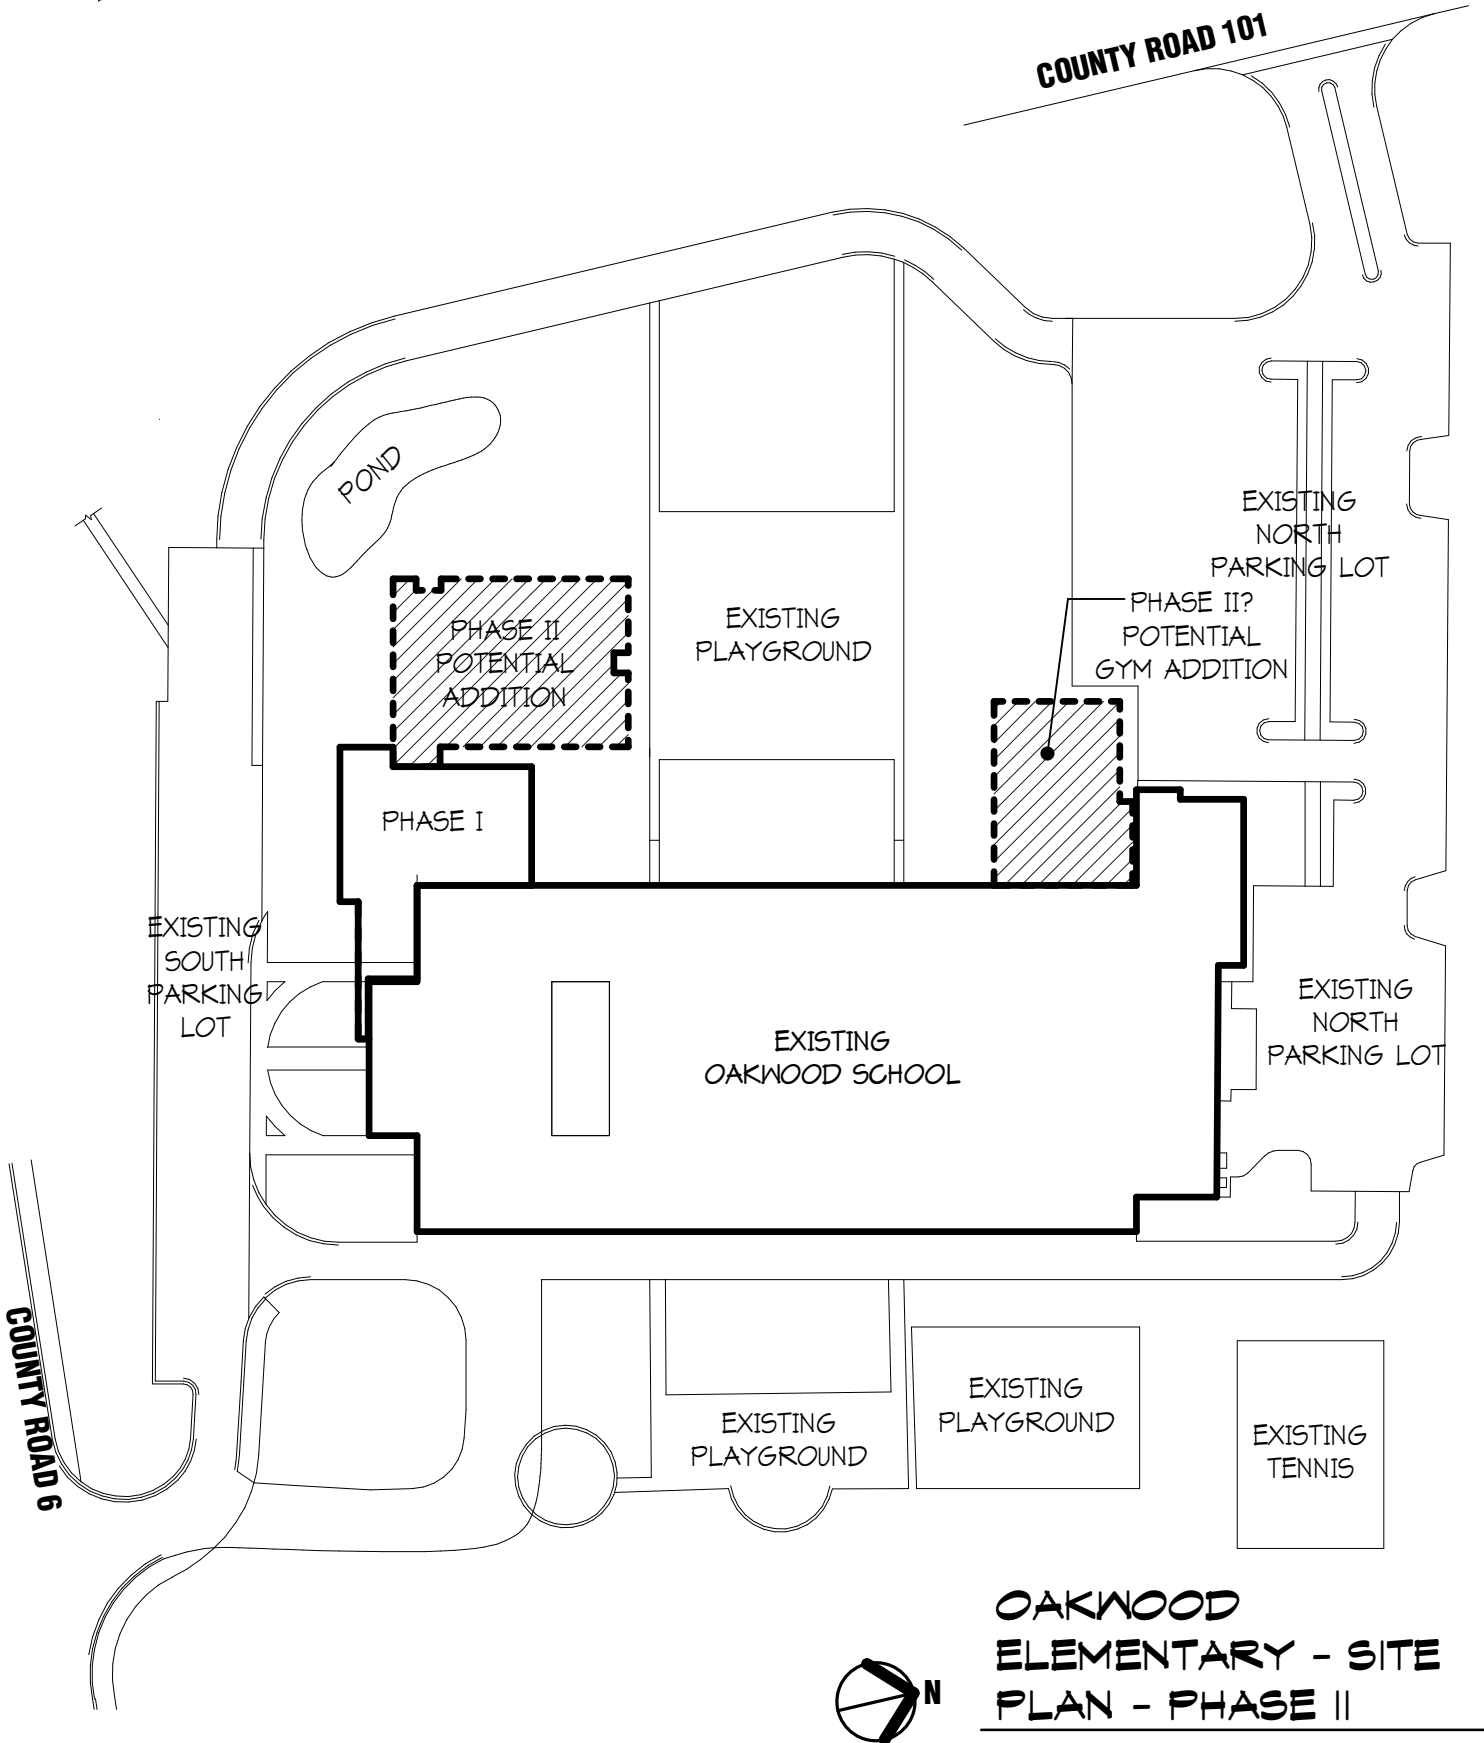 COUNTY ROAD 101
POND
EXISTING
NORTH
PARKING LOT
PHASE II
POTENTIAL
ADDITION
EXISTING
PLAYGROUND
PHASE II?
POTENTIAL
GYM ADDITION
PHASE I
EXISTING
SOUTH
PARKING
LOT
EXISTING
OAKWOOD SCHOOL
EXISTING
NORTH
PARKING LOT
COUNTY ROAD 6
EXISTING
PLAYGROUND
EXISTING
PLAYGROUND
EXISTING
TENNIS
N
OAKWOOD
ELEMENTARY - SITE
PLAN - PHASE II